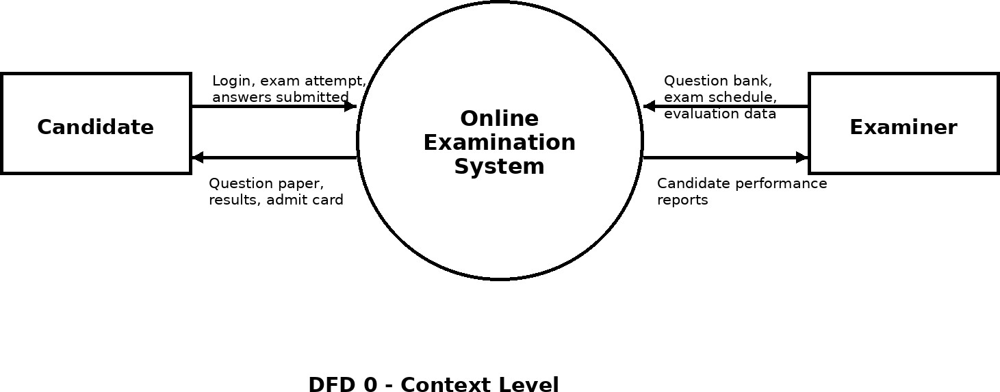 Login, exam attempt,
answers submitted
Candidate
Question paper,
results, admit card
Online
Examination
System
Question bank,
exam schedule,
evaluation data
Examiner
Candidate performance
reports
DFD 0 - Context Level